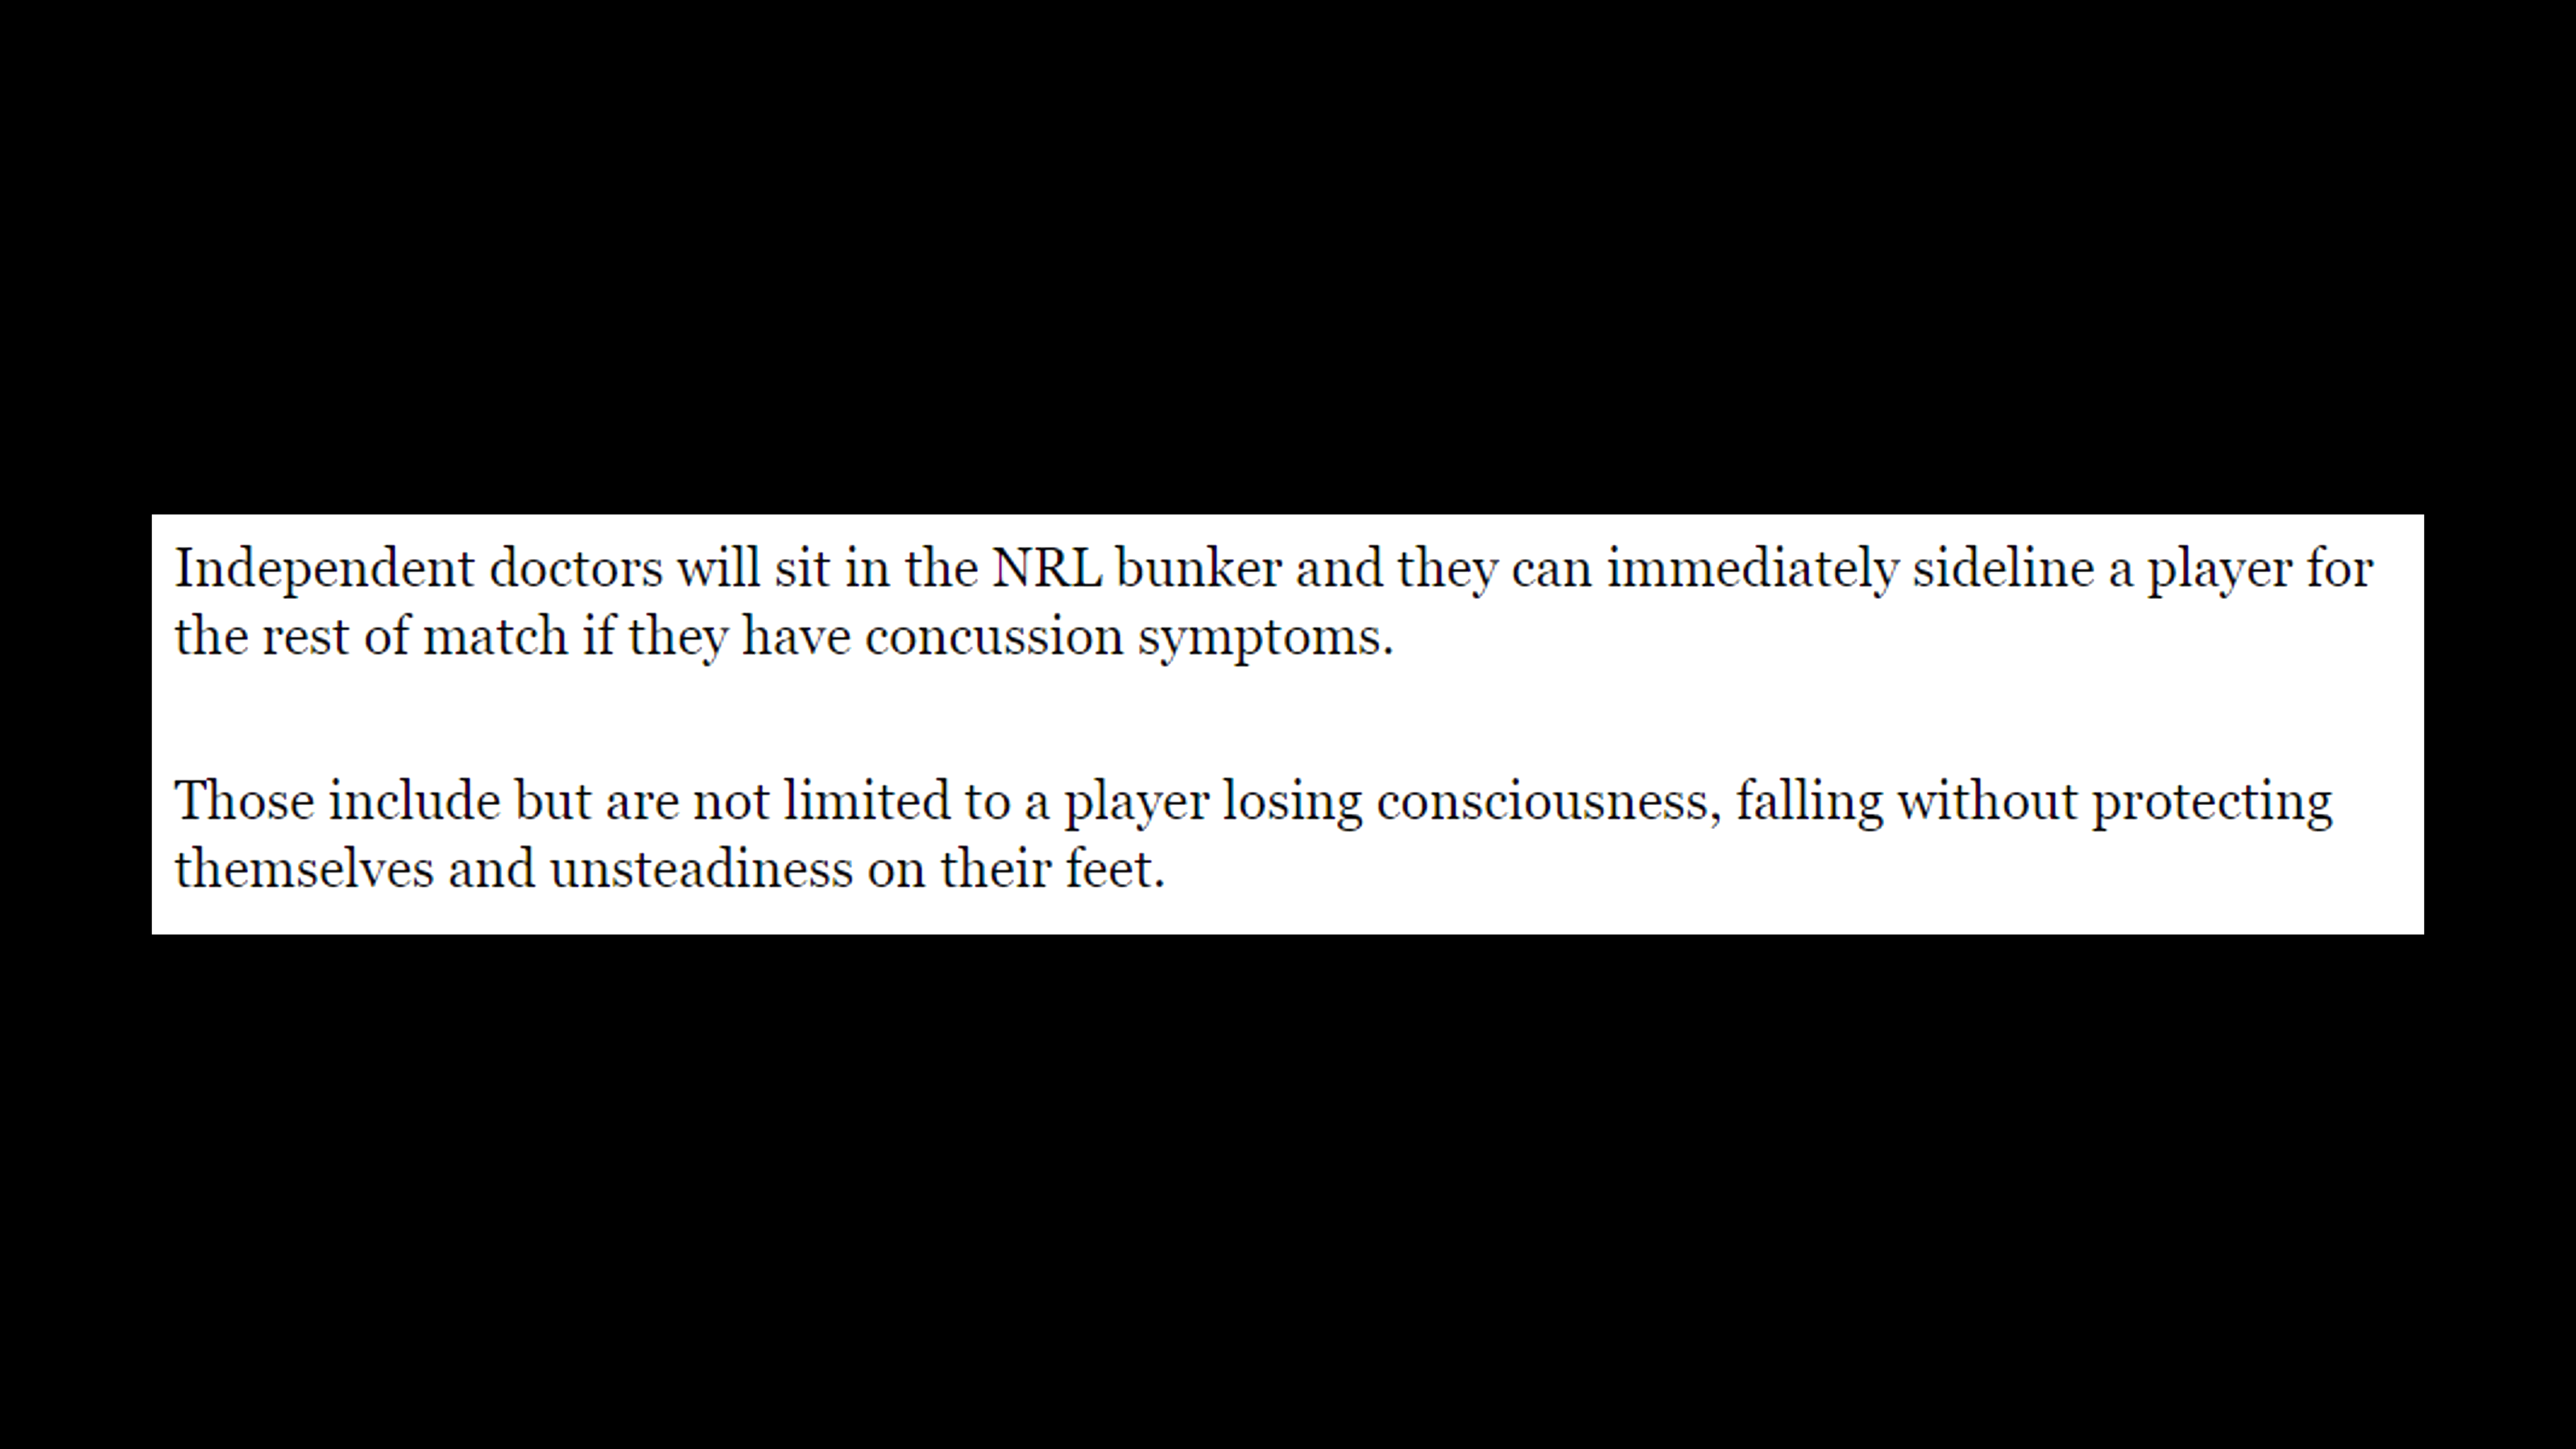 Independent doctors will sit in the NRL bunker and they can immediately sideline a player for
the rest of match if they have concussion symptoms.
Those include but are not limited to a player losing consciousness, falling without protecting
themselves and unsteadiness on their feet.